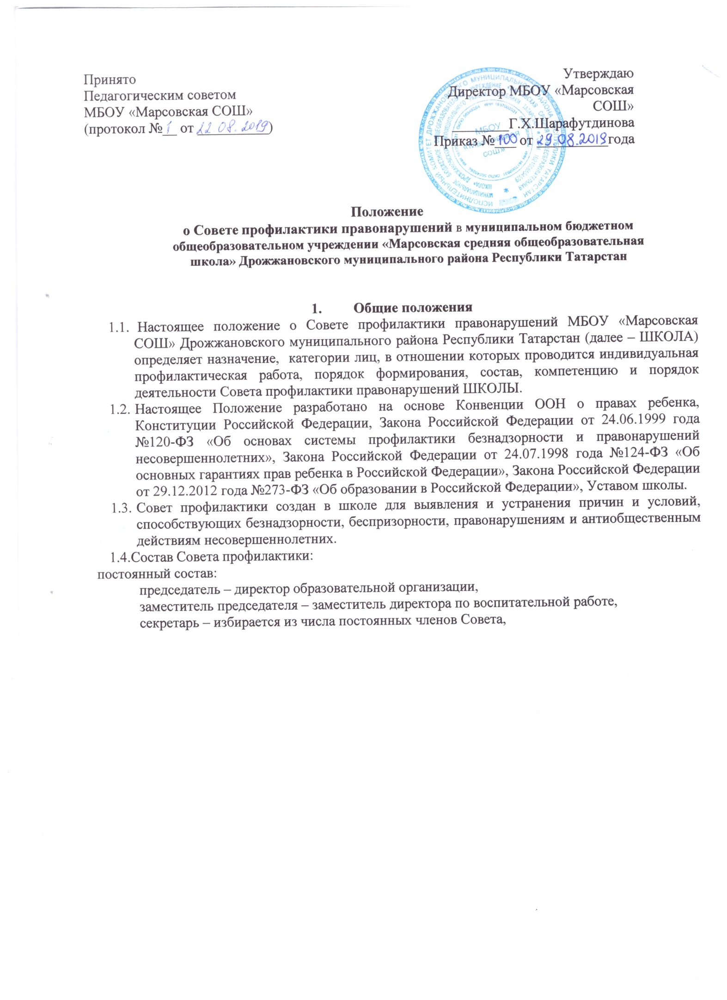 Принято
Педагогическим советом
МБОУ «Марсовская СОШ»
(протокол № 1 от 22 08. 2019)
Утверждаю
Директор МБОУ «Марсовская
СОШ»
________Г.Х.Шарафутдинова
Приказ № 100 от 29 08.2019года
МБОУ
«Марсовская
СОШ»
Положение
о Совете профилактики правонарушений в муниципальном бюджетном
общеобразовательном учреждении «Марсовская средняя общеобразовательная
школа» Дрожжановского муниципального района Республики Татарстан
1. Общие положения
1.1. Настоящее положение о Совете профилактики правонарушений МБОУ «Марсовская
СОШ» Дрожжановского муниципального района Республики Татарстан (далее – ШКОЛА)
определяет назначение, категории лиц, в отношении которых проводится индивидуальная
профилактическая работа, порядок формирования, состав, компетенцию и порядок
деятельности Совета профилактики правонарушений ШКОЛЫ.
1.2. Настоящее Положение разработано на основе Конвенции ООН о правах ребенка,
Конституции Российской Федерации, Закона Российской Федерации от 24.06.1999 года
№120-ФЗ «Об основах системы профилактики безнадзорности и правонарушений
несовершеннолетних», Закона Российской Федерации от 24.07.1998 года №124-ФЗ «Об
основных гарантиях прав ребенка в Российской Федерации», Закона Российской Федерации
от 29.12.2012 года №273-ФЗ «Об образовании в Российской Федерации», Уставом школы.
1.3. Совет профилактики создан в школе для выявления и устранения причин и условий,
способствующих безнадзорности, беспризорности, правонарушениям и антиобщественным
действиям несовершеннолетних.
1.4.Состав Совета профилактики:
постоянный состав:
председатель – директор образовательной организации,
заместитель председателя – заместитель директора по воспитательной работе,
секретарь – избирается из числа постоянных членов Совета,